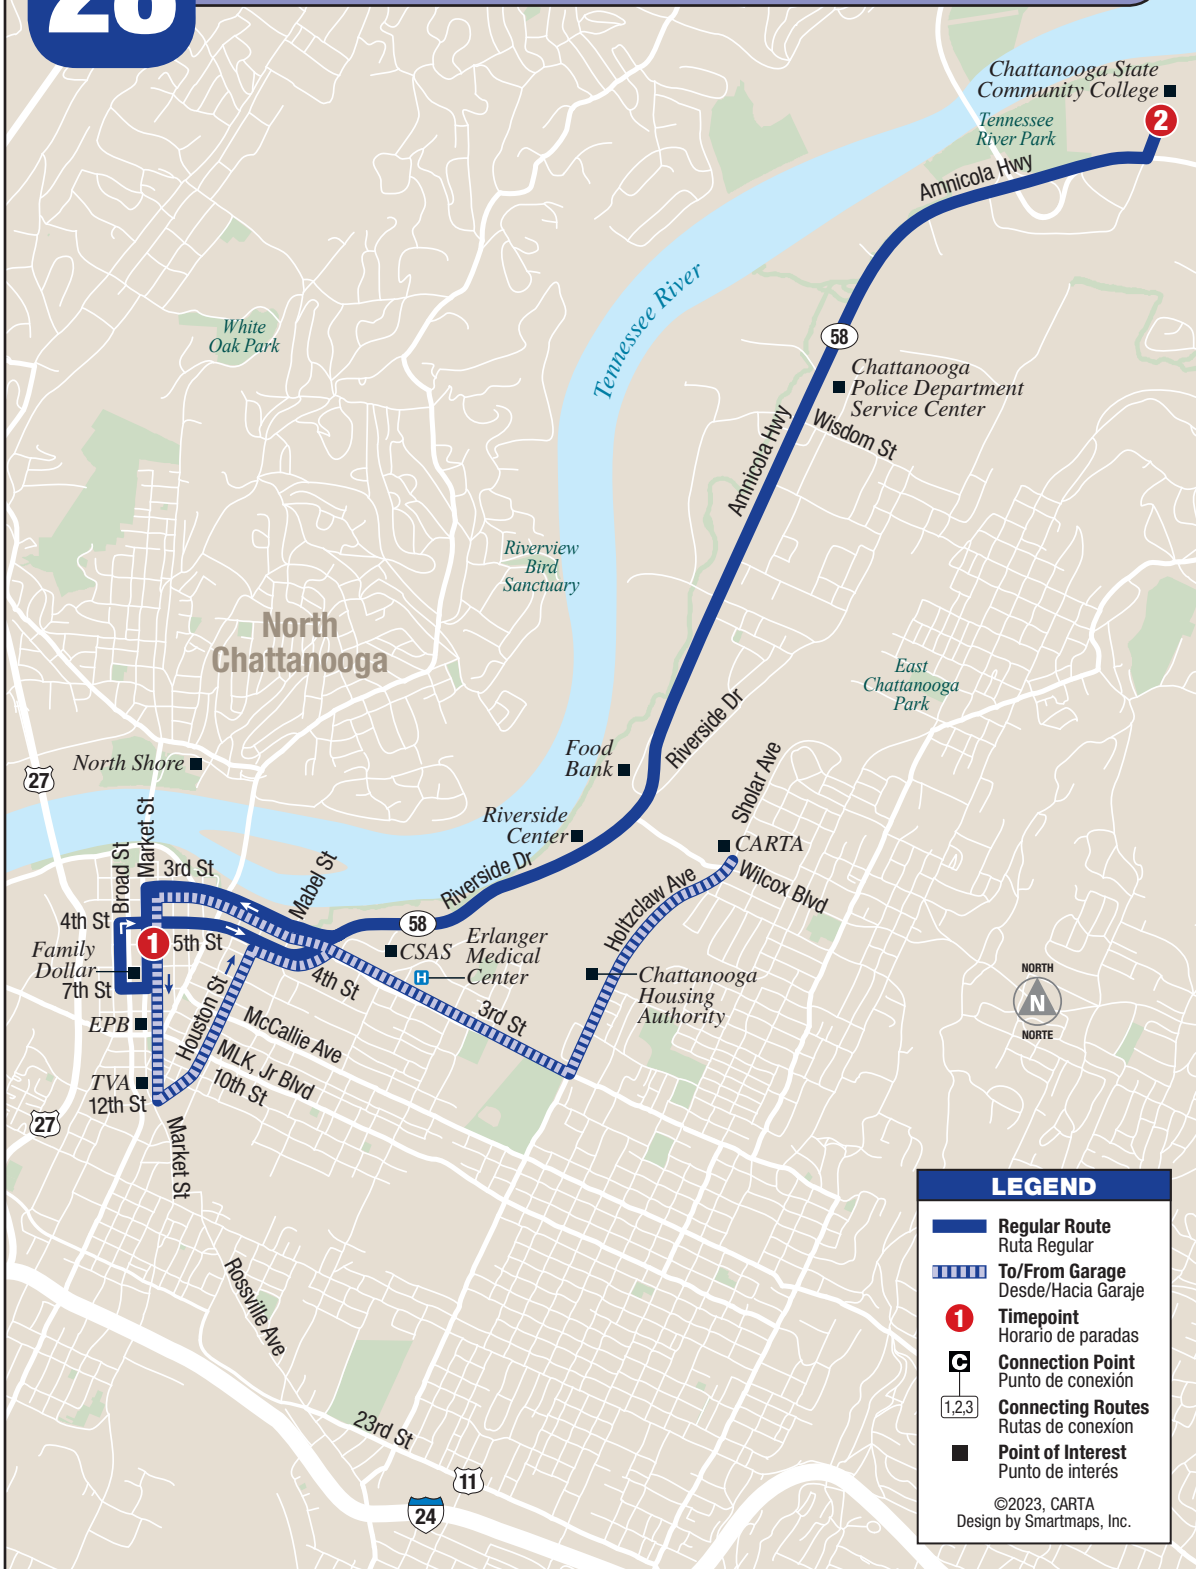 28
Chattanooga State
Community College
2
Tennessee
River Park
Amnicola Hwy
Tennessee River
White
Oak Park
58
Chattanooga
Police Department
Service Center
Wisdom St
Amnicola Hwy
Riverview
Bird
Sanctuary
North
Chattanooga
East
Chattanooga
Park
Riverside Dr
Food
Bank
Sholar Ave
North Shore
27
Market St
Broad St
Riverside
Center
CARTA
Wilcox Blvd
3rd St
Mabel St
Riverside Dr
Holtzclaw Ave
4th St
58
1
5th St
Family
Dollar
7th St
CSAS
Erlanger
Medical
Center
H
4th St
Chattanooga
Housing
Authority
NORTH
N
NORTE
Houston St
3rd St
EPB
McCallie Ave
MLK, Jr Blvd
10th St
TVA
12th St
27
Market St
Rossville Ave
23rd St
11
24
LEGEND
Regular Route
Ruta Regular
To/From Garage
Desde/Hacia Garaje
1
Timepoint
Horario de paradas
C
Connection Point
Punto de conexión
1,2,3
Connecting Routes
Rutas de conexíon
Point of Interest
Punto de interés
©2023, CARTA
Design by Smartmaps, Inc.